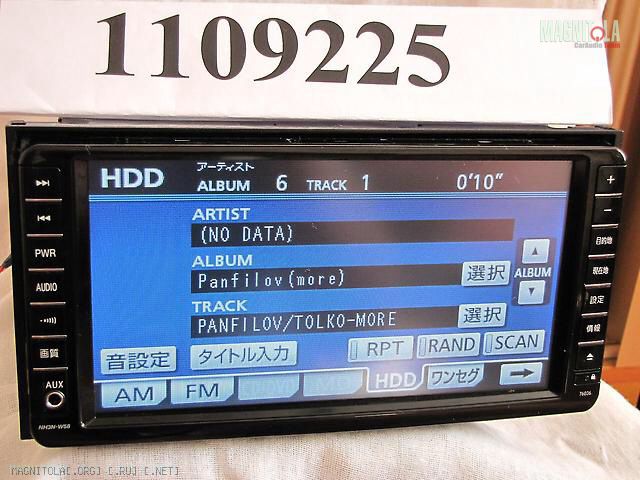 1109225
MAGNITOLA
CarAudio Team
HDD
アーティスト
ALBUM 6 TRACK 1 0'10"
ARTIST
(NO DATA)
ALBUM
Panfilov(more) 選択
ALBUM
TRACK
PANFILOV/TOLKO-MORE 選択
音設定 タイトル入力 RPT RAND SCAN
AM FM HDD ワンセグ
PWR
AUDIO
画質
AUX
NH3N-W58
+
−
目的地
現在地
設定
情報
76036
MAGNITOLA[.ORG] [.RU] [.NET]